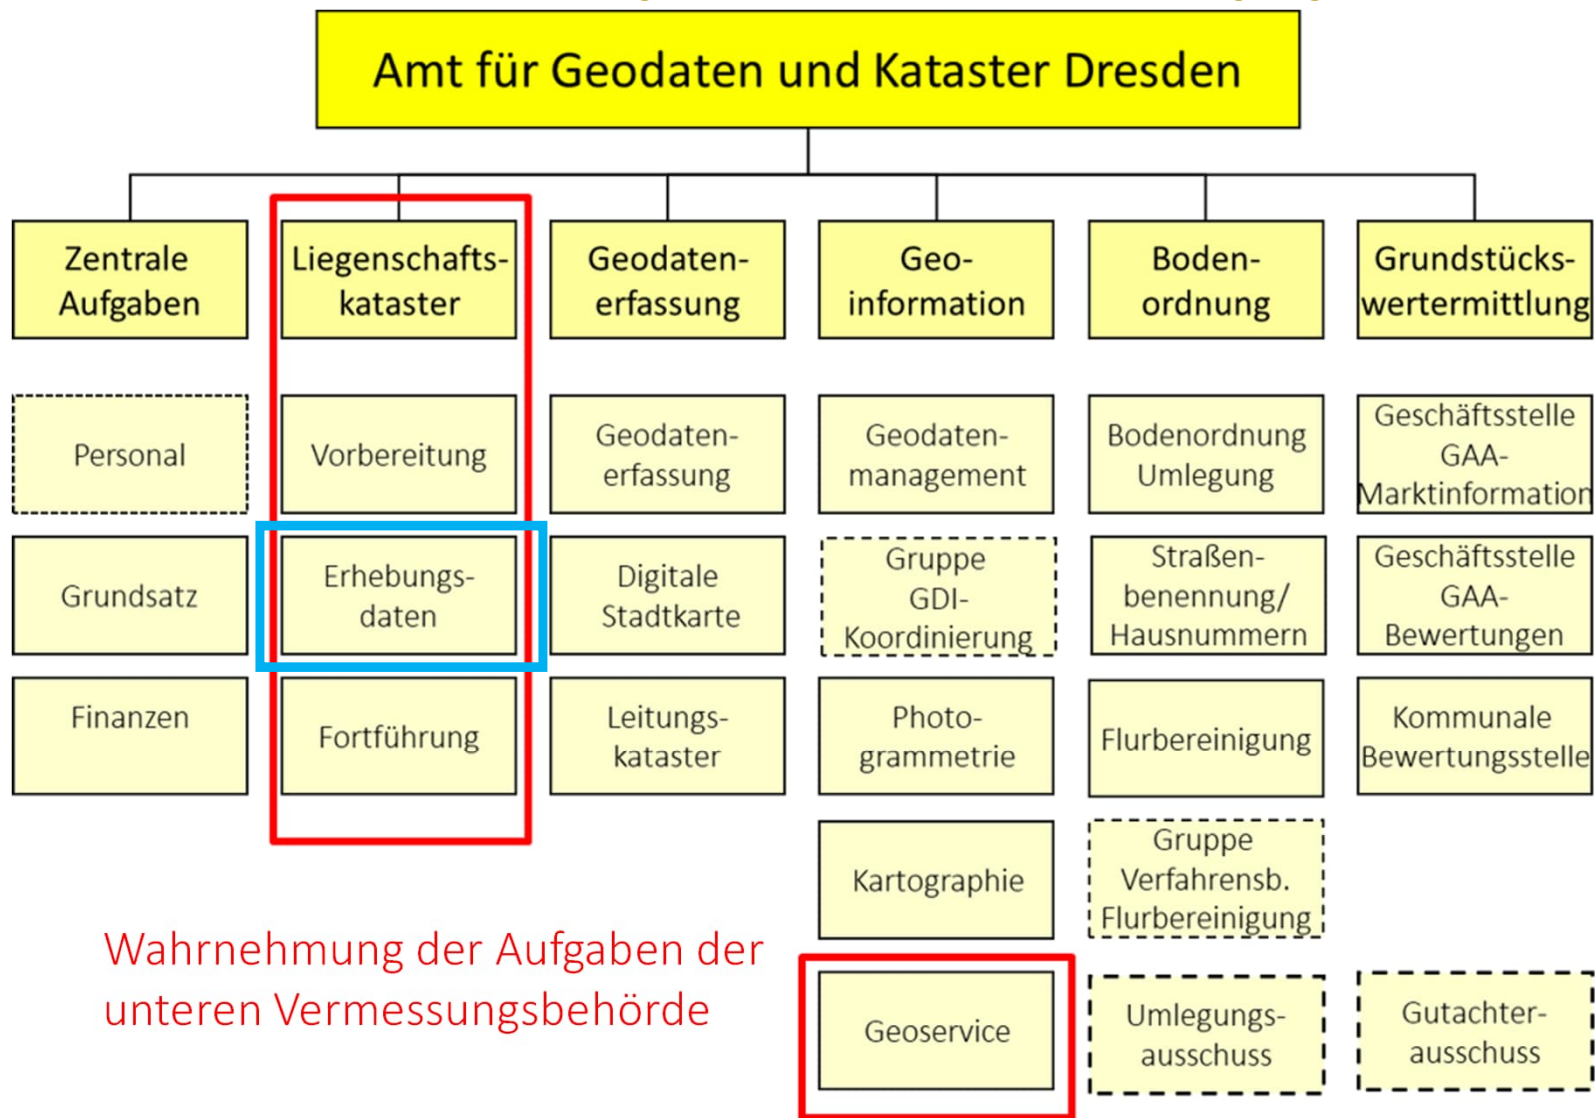 Amt für Geodaten und Kataster Dresden
Zentrale
Aufgaben
Liegenschafts-
kataster
Geodaten-
erfassung
Geo-
information
Boden-
ordnung
Grundstücks-
wertermittlung
Personal
Vorbereitung
Geodaten-
erfassung
Geodaten-
management
Bodenordnung
Umlegung
Geschäftsstelle
GAA-
Marktinformation
Grundsatz
Erhebungs-
daten
Digitale
Stadtkarte
Gruppe
GDI-
Koordinierung
Straßen-
benennung/
Hausnummern
Geschäftsstelle
GAA-
Bewertungen
Finanzen
Fortführung
Leitungs-
kataster
Photo-
grammetrie
Flurbereinigung
Kommunale
Bewertungsstelle
Kartographie
Gruppe
Verfahrensb.
Flurbereinigung
Wahrnehmung der Aufgaben der
unteren Vermessungsbehörde
Geoservice
Umlegungs-
ausschuss
Gutachter-
ausschuss